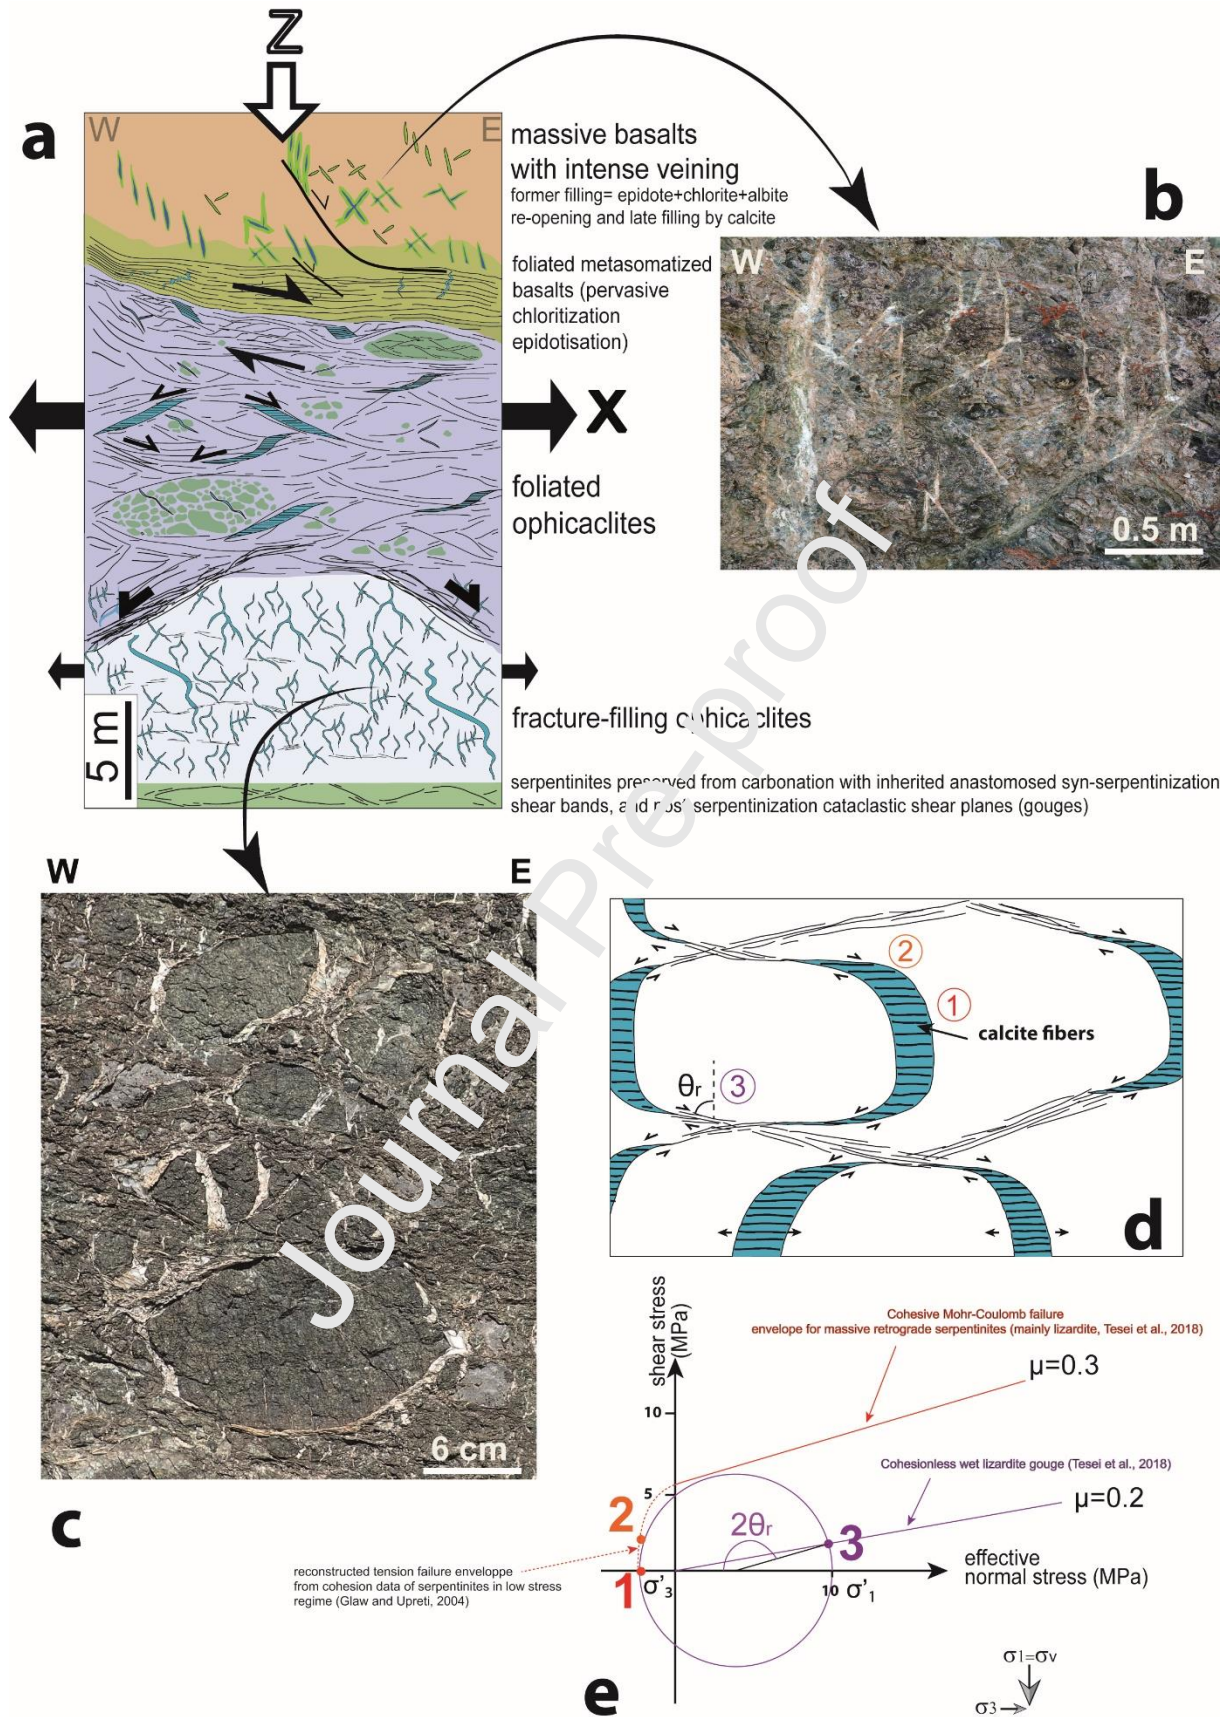 Z
a
W
E
massive basalts
with intense veining
former filling= epidote+chlorite+albite
re-opening and late filling by calcite
b
W
E
0.5 m
foliated metasomatized
basalts (pervasive
chloritization
epidotisation)
X
foliated
ophicaclites
fracture-filling ophicaclites
5 m
serpentinites preserved from carbonation with inherited anastomosed syn-serpentinization
shear bands, and post serpentinization cataclastic shear planes (gouges)
W
E
6 cm
c
Journal Pre-proof
2
1
calcite fibers
θr
3
d
shear stress
(MPa)
Cohesive Mohr-Coulomb failure
envelope for massive retrograde serpentinites (mainly lizardite, Tesei et al., 2018)
μ=0.3
10
Cohesionless wet lizardite gouge (Tesei et al., 2018)
5
μ=0.2
2
2θr
3
reconstructed tension failure enveloppe
from cohesion data of serpentinites in low stress
regime (Glaw and Upreti, 2004)
1
σ'3
10
σ'1
effective
normal stress (MPa)
σ1=σv
σ3
e